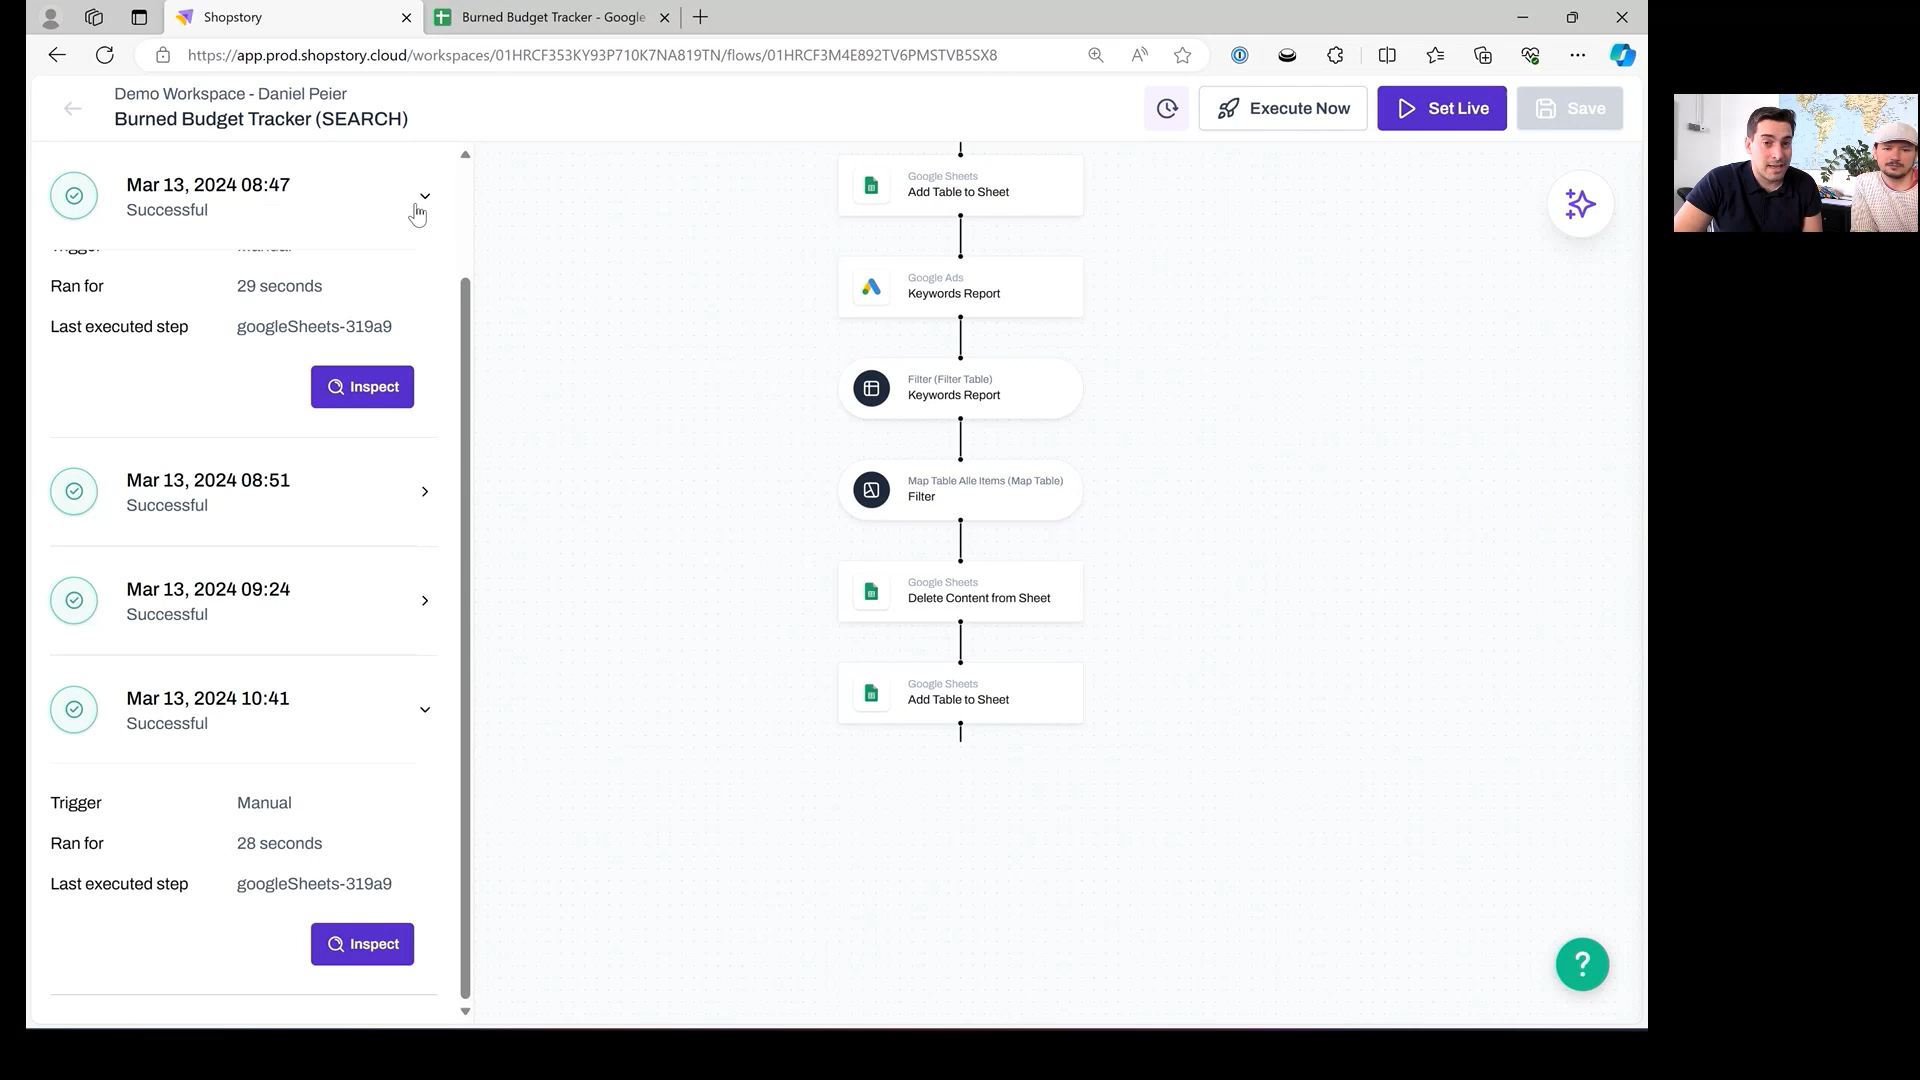 Shopstory
Burned Budget Tracker - Google
https://app.prod.shopstory.cloud/workspaces/01HRCF353KY93P710K7NA819TN/flows/01HRCF3M4E892TV6PMSTVB5SX8
Demo Workspace - Daniel Peier
Burned Budget Tracker (SEARCH)
Execute Now
Set Live
Save
Mar 13, 2024 08:47
Successful
Trigger Manual
Ran for 29 seconds
Last executed step googleSheets-319a9
Inspect
Mar 13, 2024 08:51
Successful
Mar 13, 2024 09:24
Successful
Mar 13, 2024 10:41
Successful
Trigger Manual
Ran for 28 seconds
Last executed step googleSheets-319a9
Inspect
Google Sheets
Add Table to Sheet
Google Ads
Keywords Report
Filter (Filter Table)
Keywords Report
Map Table Alle Items (Map Table)
Filter
Google Sheets
Delete Content from Sheet
Google Sheets
Add Table to Sheet
?